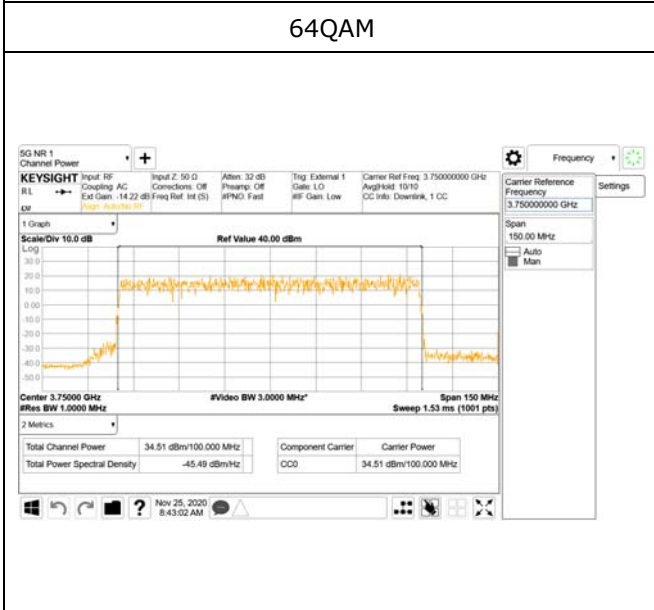 64QAM
5G NR 1
Channel Power
+
Frequency
KEYSIGHT
Input: RF
Input Z: 50 Ω
Atten: 32 dB
Trig: External 1
Carrier Ref Freq: 3.750000000 GHz
RL
Coupling: AC
Corrections: Off
Preamp: Off
Gate: LO
Avg|Hold: 10/10
Ext Gain: -14.22 dB
Freq Ref: Int (S)
#PNO: Fast
#IF Gain: Low
CC Info: Downlink, 1 CC
Align: Auto/No RF
Carrier Reference
Frequency
3.750000000 GHz
Settings
Span
150.00 MHz
Auto
Man
1 Graph
Scale/Div 10.0 dB
Ref Value 40.00 dBm
Log
30.0
20.0
10.0
0.00
-10.0
-20.0
-30.0
-40.0
-50.0
Center 3.75000 GHz
#Video BW 3.0000 MHz*
Span 150 MHz
#Res BW 1.0000 MHz
Sweep 1.53 ms (1001 pts)
2 Metrics
Total Channel Power
34.51 dBm/100.000 MHz
Component Carrier
Carrier Power
Total Power Spectral Density
-45.49 dBm/Hz
CC0
34.51 dBm/100.000 MHz
?
Nov 25, 2020
8:43:02 AM